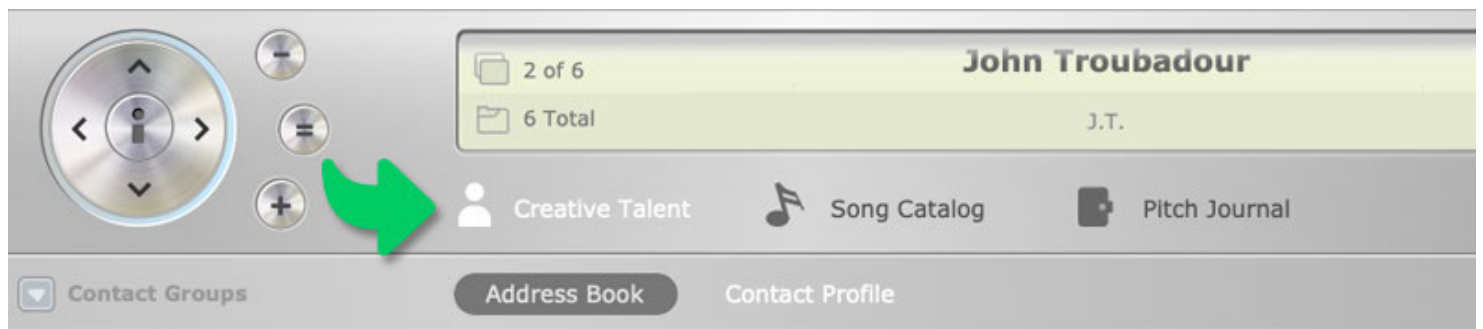 2 of 6
John Troubadour
6 Total
J.T.
Creative Talent
Song Catalog
Pitch Journal
Contact Groups
Address Book
Contact Profile